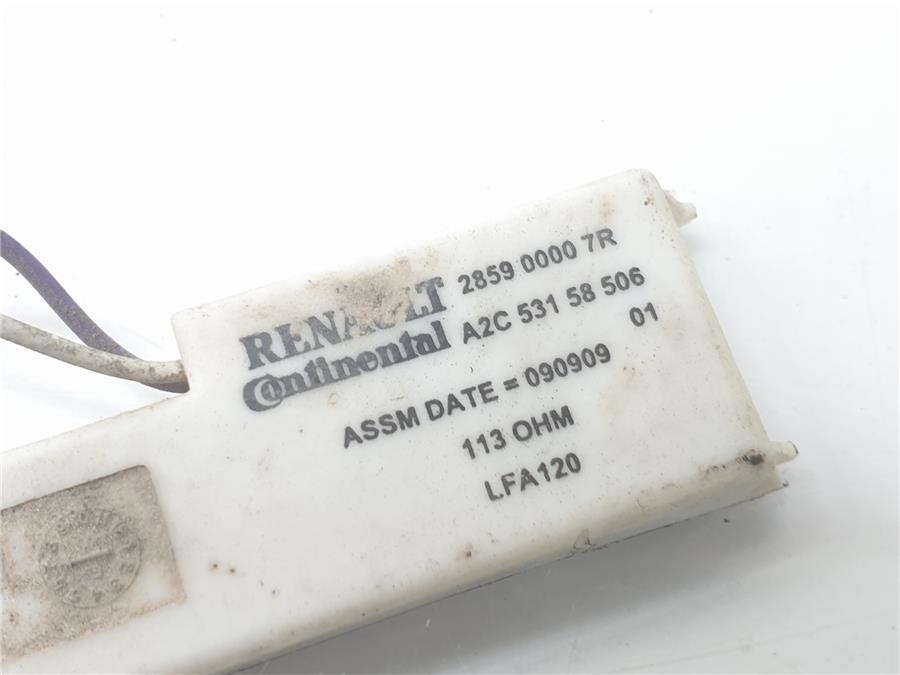 RENAULT 2859 0000 7R
Continental A2C 531 58 506
01
ASSM DATE = 090909
113 OHM
LFA120